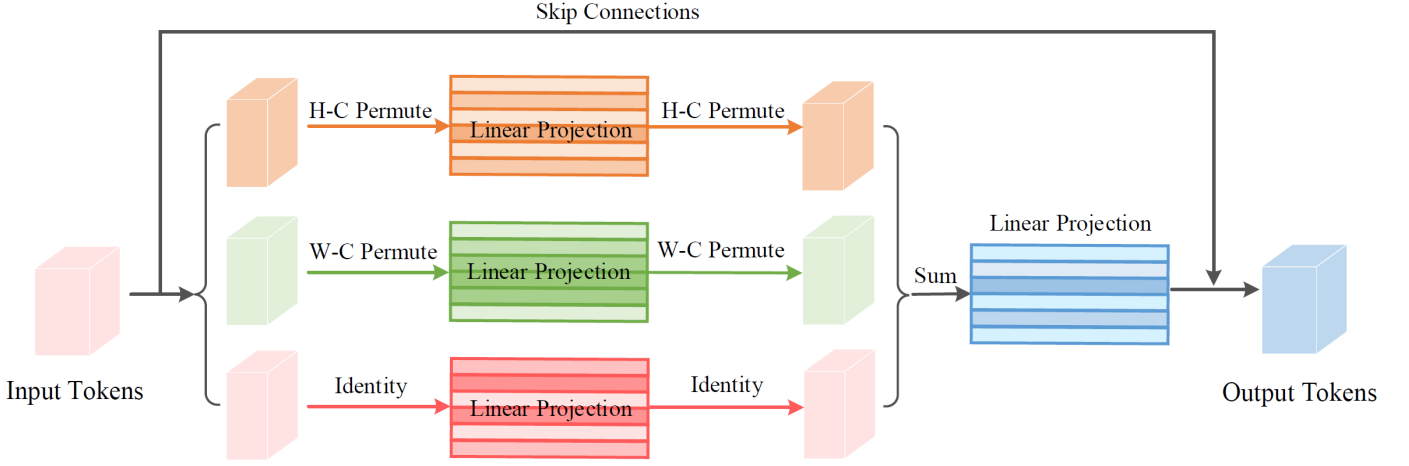 Skip Connections
H-C Permute
Linear Projection
H-C Permute
W-C Permute
Linear Projection
W-C Permute
Identity
Linear Projection
Identity
Sum
Linear Projection
Input Tokens
Output Tokens